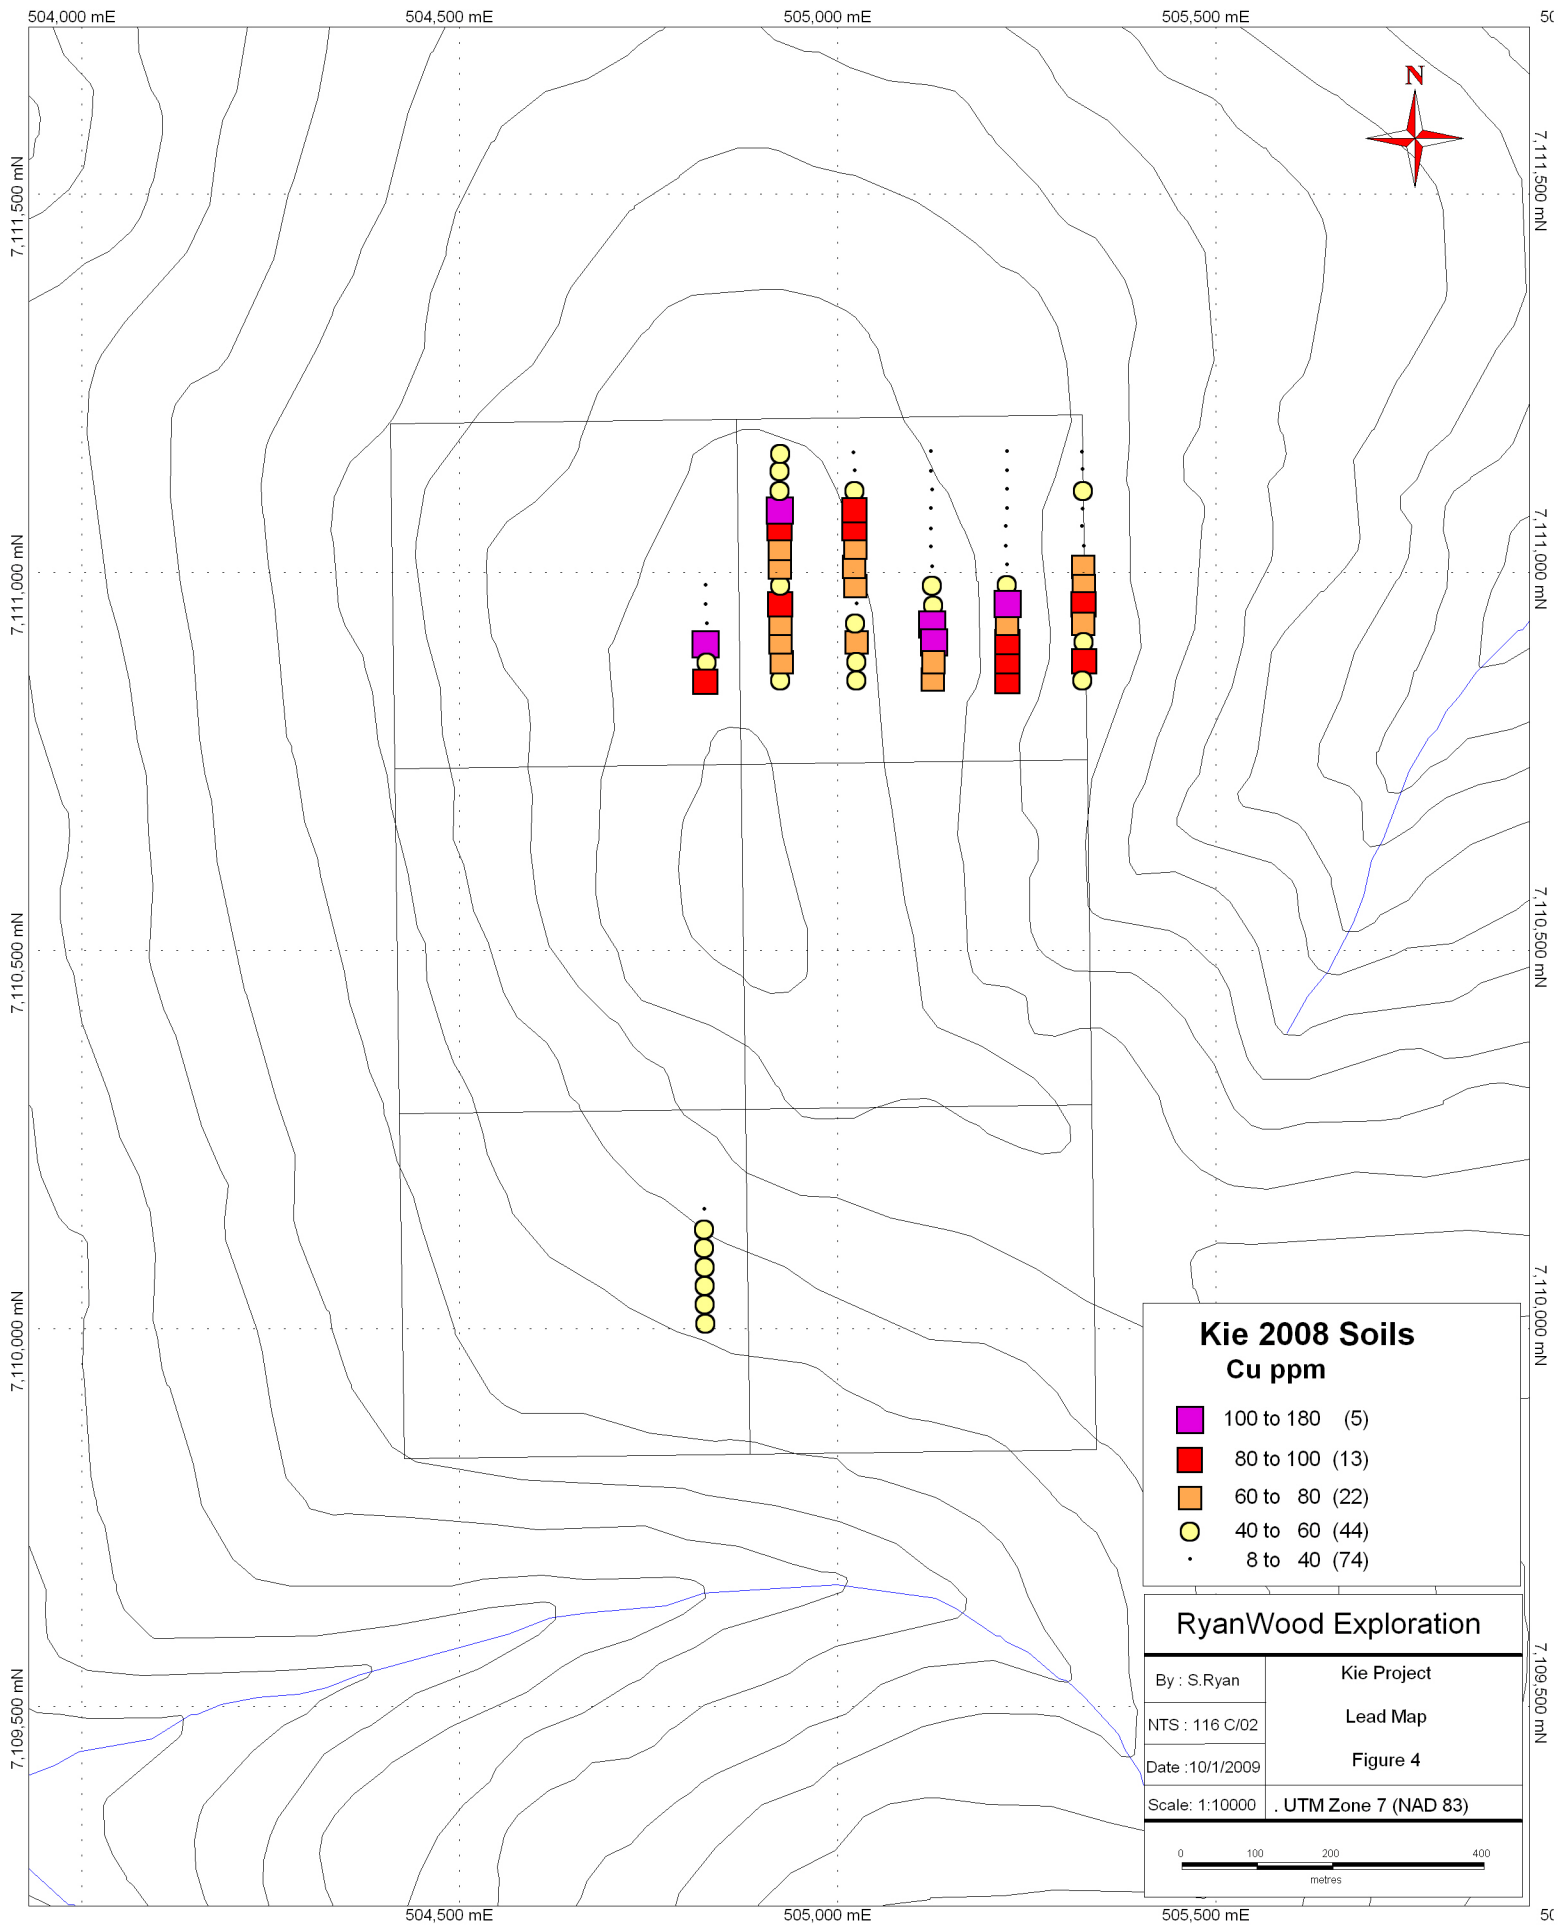 504,000 mE 504,500 mE 505,000 mE 505,500 mE 50
N
7,111,500 mN
7,111,500 mN
7,111,000 mN
7,111,000 mN
7,110,500 mN
7,110,500 mN
7,110,000 mN
7,110,000 mN
7,109,500 mN
7,109,500 mN
Kie 2008 Soils
Cu ppm
100 to 180 (5)
80 to 100 (13)
60 to 80 (22)
40 to 60 (44)
8 to 40 (74)
RyanWood Exploration
By : S.Ryan
Kie Project
NTS : 116 C/02
Lead Map
Date :10/1/2009
Figure 4
Scale: 1:10000
. UTM Zone 7 (NAD 83)
0 100 200 400
metres
504,500 mE 505,000 mE 505,500 mE 50